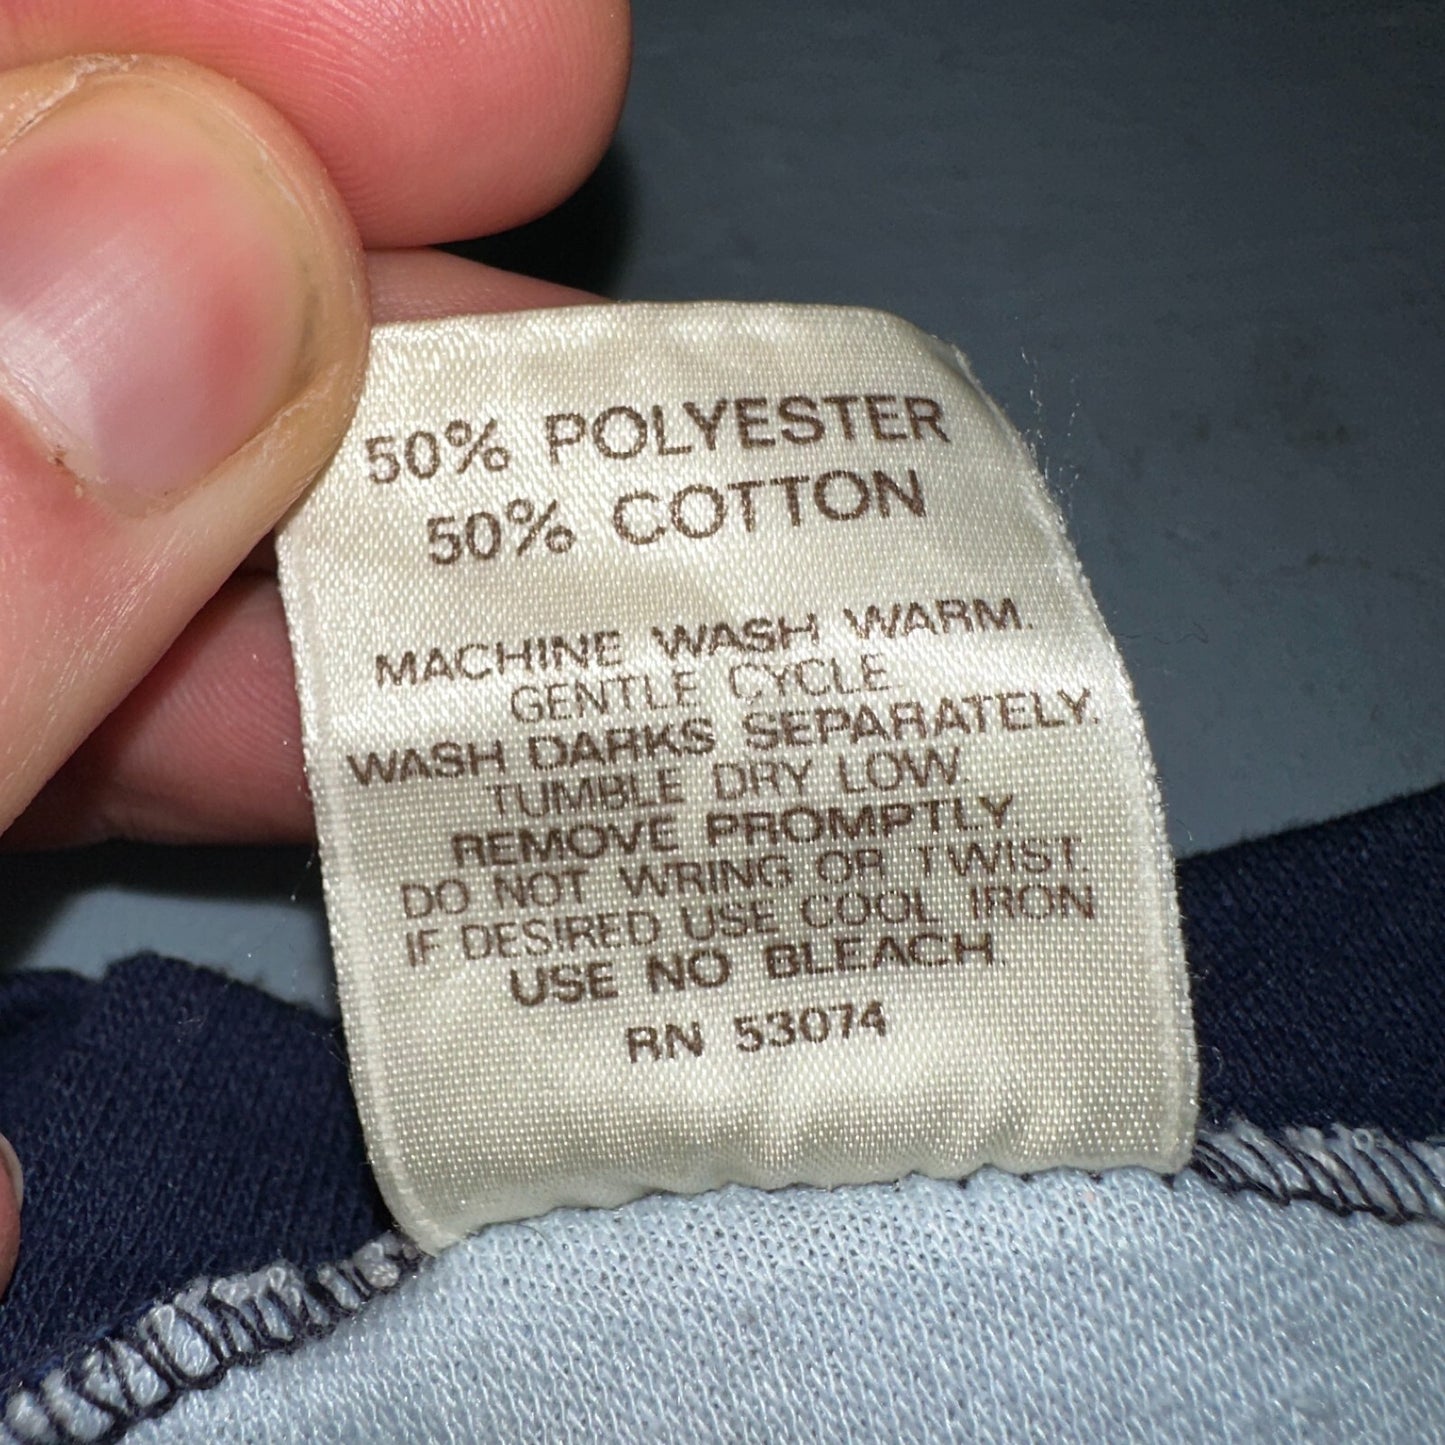 50% POLYESTER
50% COTTON
MACHINE WASH WARM.
GENTLE CYCLE.
WASH DARKS SEPARATELY.
TUMBLE DRY LOW.
REMOVE PROMPTLY.
DO NOT WRING OR TWIST.
IF DESIRED USE COOL IRON
USE NO BLEACH.
RN 53074